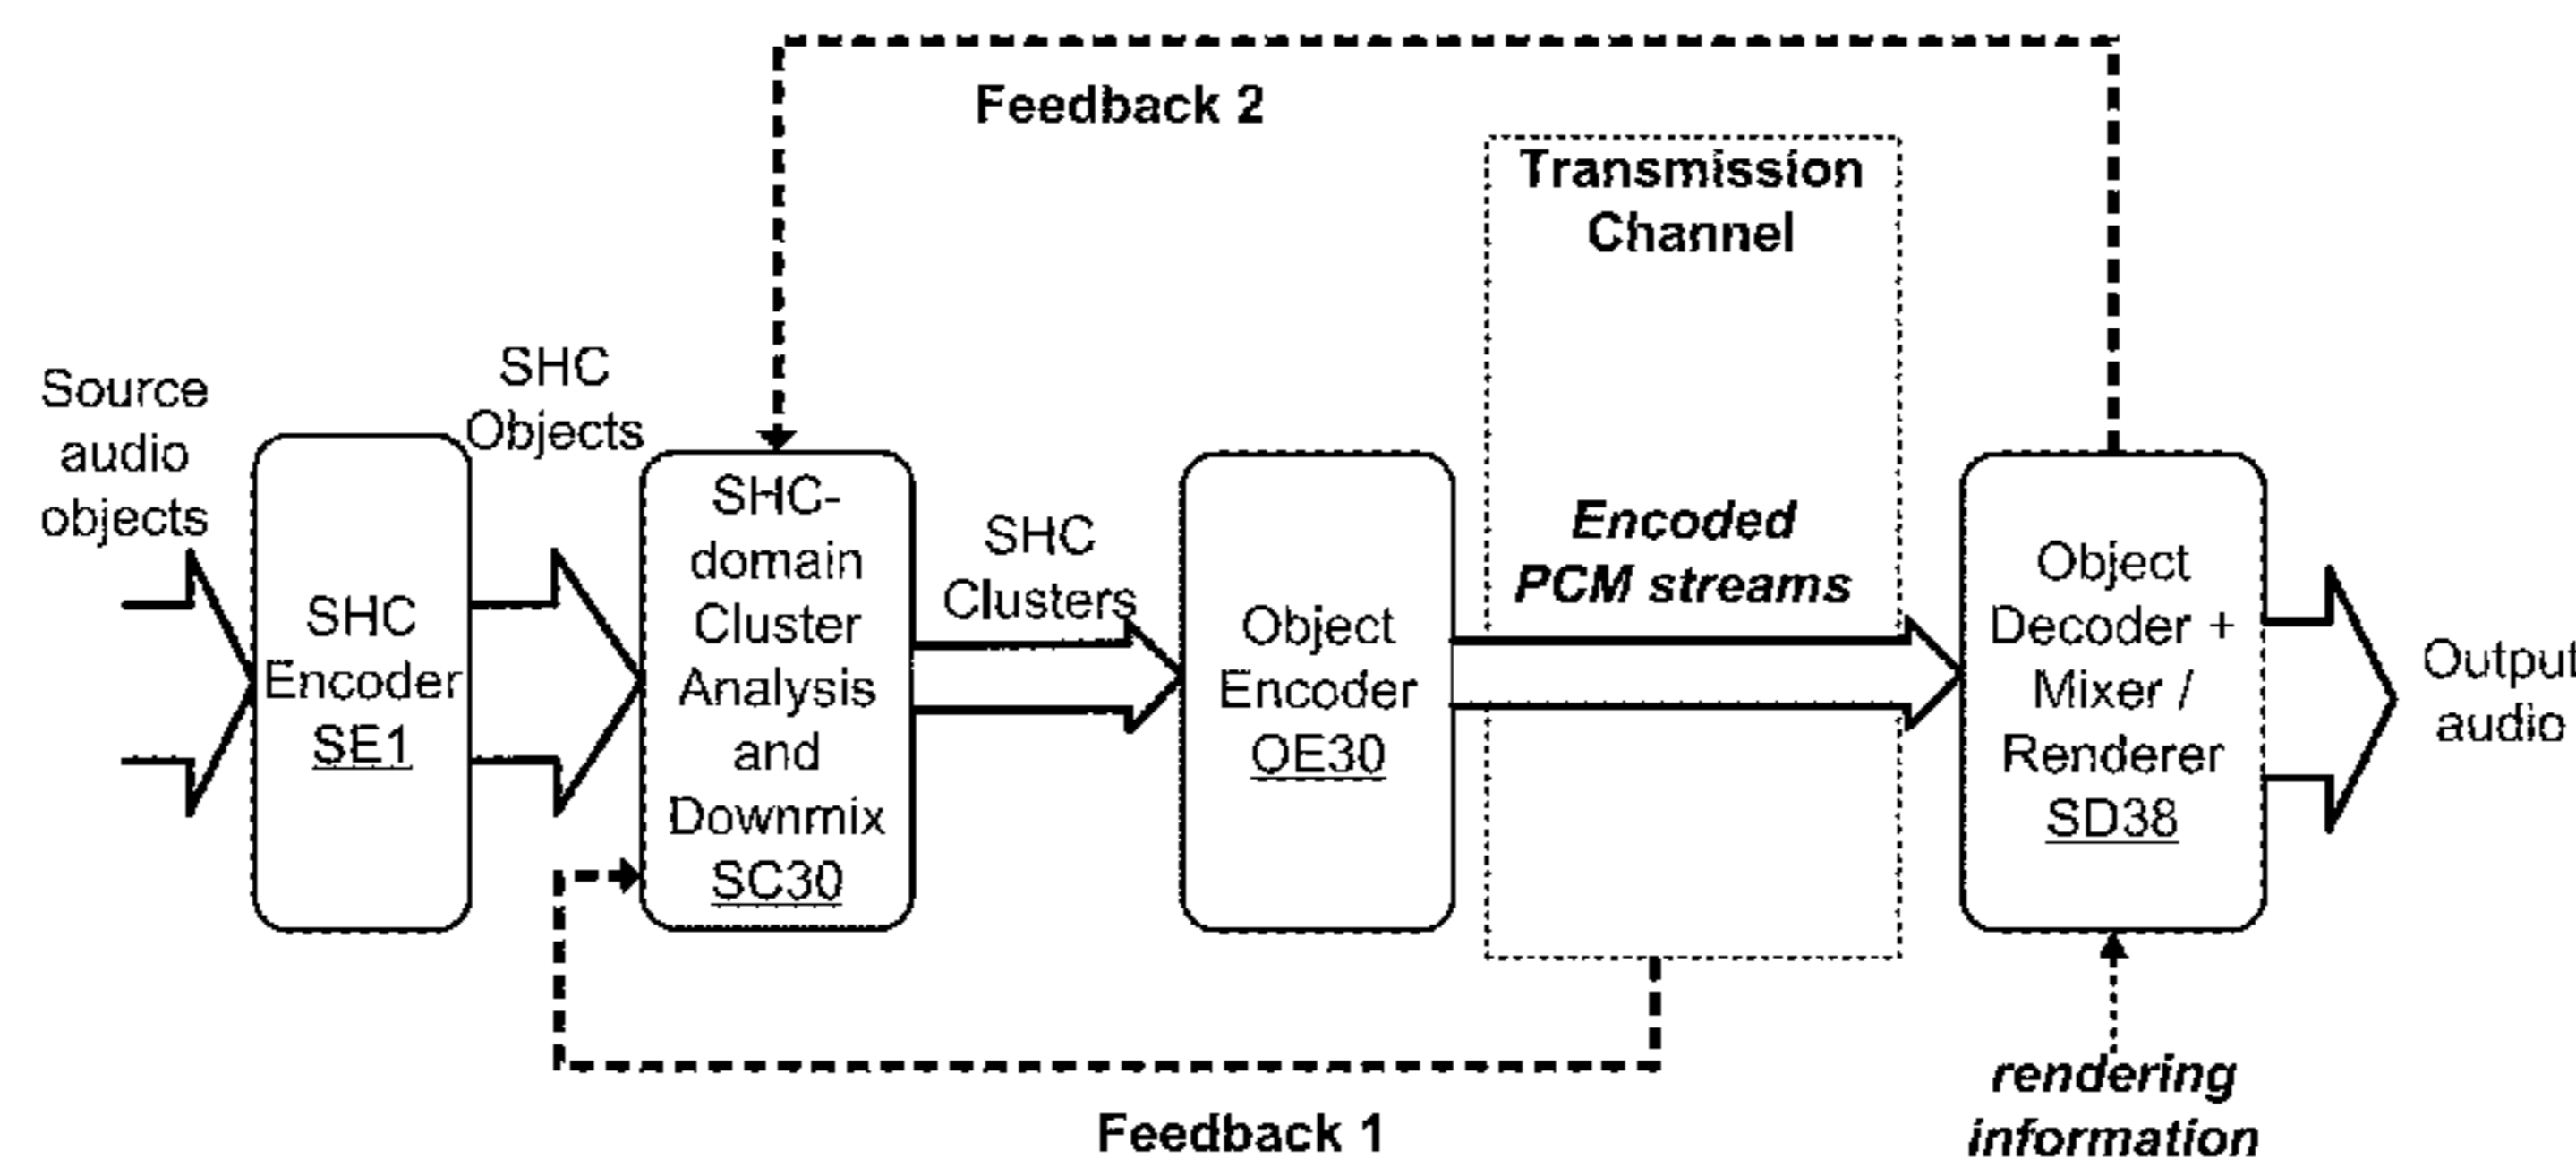 Feedback 2
Transmission
Channel
Source
audio
objects
SHC
Objects
SHC
Encoder
SE1
SHC-
domain
Cluster
Analysis
and
Downmix
SC30
SHC
Clusters
Object
Encoder
OE30
Encoded
PCM streams
Object
Decoder +
Mixer /
Renderer
SD38
Output
audio
Feedback 1
rendering
information